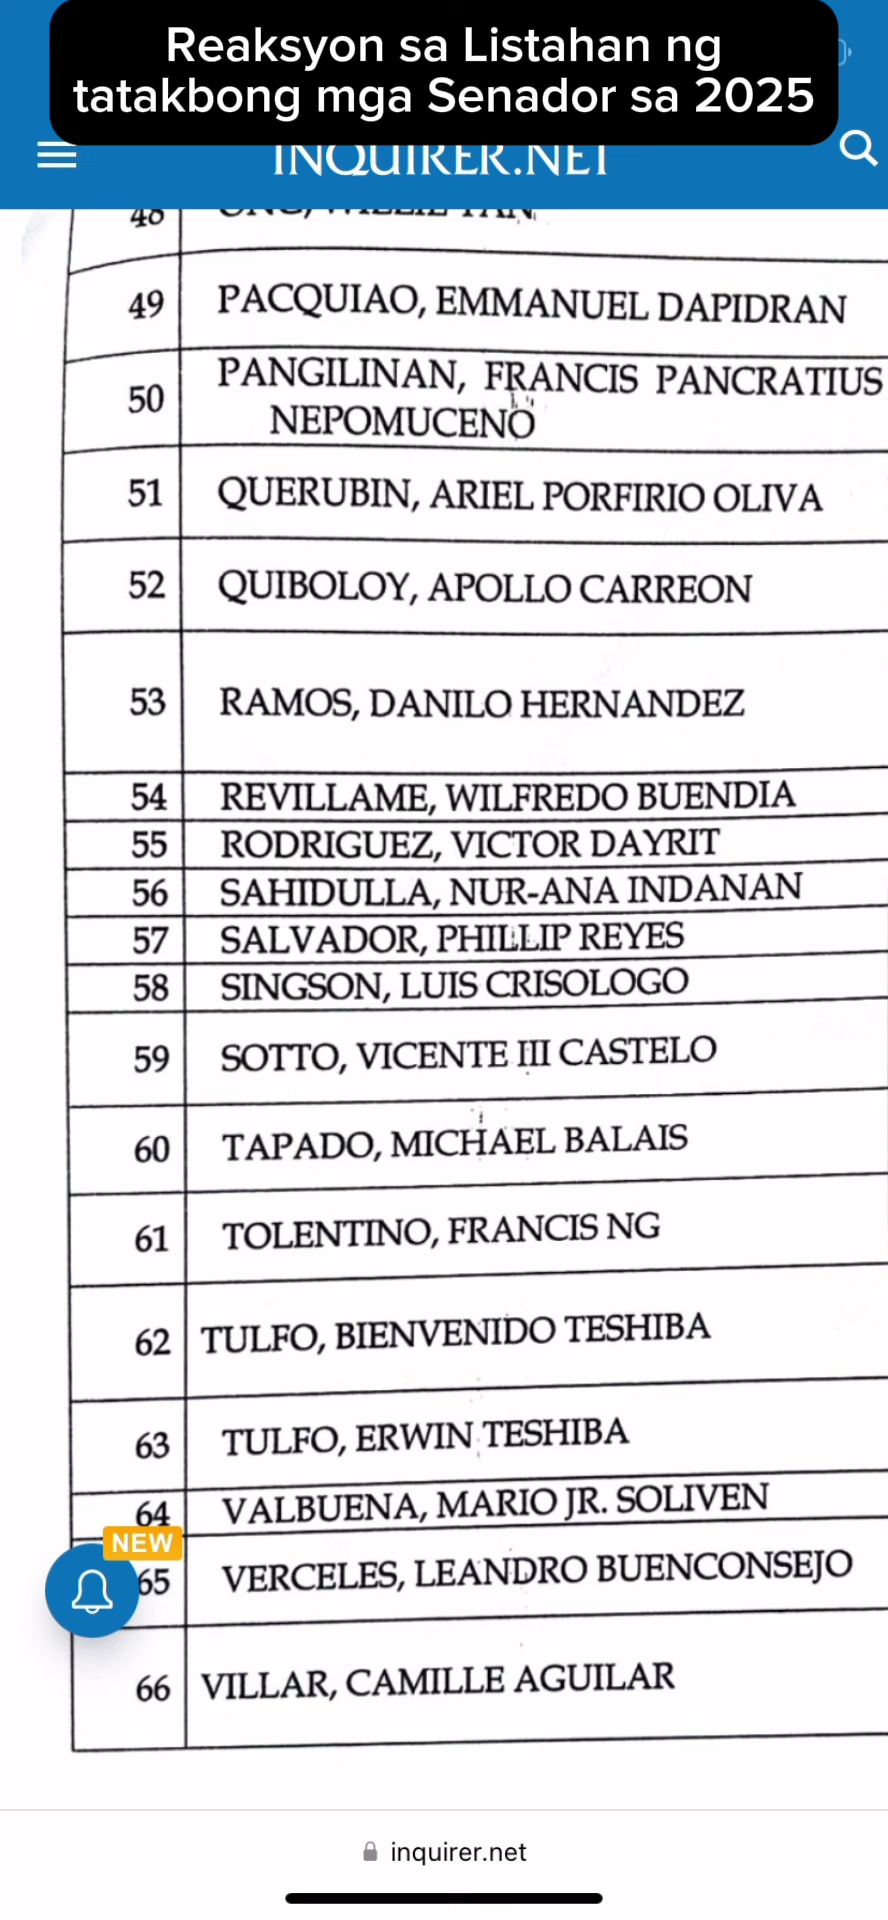 Reaksyon sa Listahan ng
tatakbong mga Senador sa 2025
INQUIRER.NET
48
49 PACQUIAO, EMMANUEL DAPIDRAN
50 PANGILINAN, FRANCIS PANCRATIUS
NEPOMUCENO
51 QUERUBIN, ARIEL PORFIRIO OLIVA
52 QUIBOLOY, APOLLO CARREON
53 RAMOS, DANILO HERNANDEZ
54 REVILLAME, WILFREDO BUENDIA
55 RODRIGUEZ, VICTOR DAYRIT
56 SAHIDULLA, NUR-ANA INDANAN
57 SALVADOR, PHILLIP REYES
58 SINGSON, LUIS CRISOLOGO
59 SOTTO, VICENTE III CASTELO
60 TAPADO, MICHAEL BALAIS
61 TOLENTINO, FRANCIS NG
62 TULFO, BIENVENIDO TESHIBA
63 TULFO, ERWIN TESHIBA
64 VALBUENA, MARIO JR. SOLIVEN
NEW
65 VERCELES, LEANDRO BUENCONSEJO
66 VILLAR, CAMILLE AGUILAR
inquirer.net